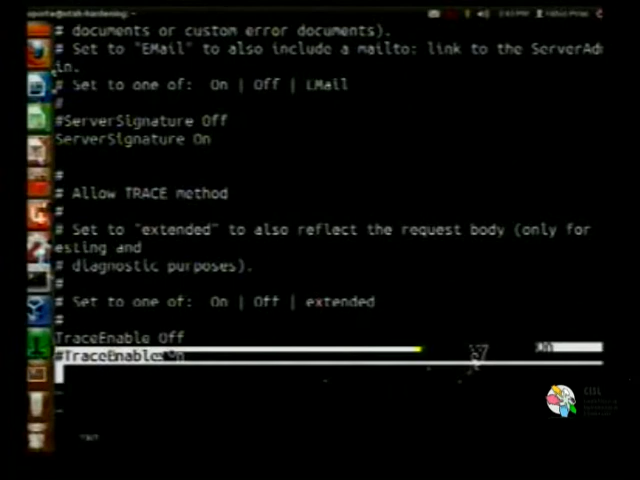 # documents or custom error documents).
# Set to "EMail" to also include a mailto: link to the ServerAd
in.
# Set to one of:  On | Off | EMail
#
#ServerSignature Off
ServerSignature On
#
# Allow TRACE method
#
# Set to "extended" to also reflect the request body (only for
esting and
# diagnostic purposes).
#
# Set to one of:  On | Off | extended
#
TraceEnable Off
#TraceEnable On